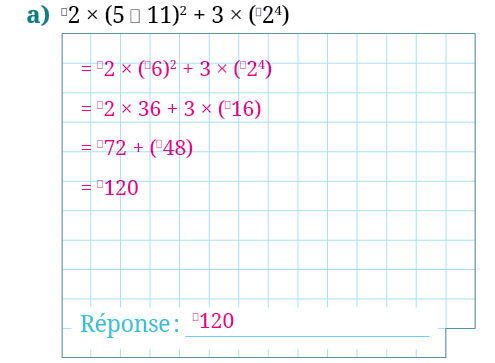 a) ▯2 × (5 ▯ 11)² + 3 × (▯2⁴)
= ▯2 × (▯6)² + 3 × (▯2⁴)
= ▯2 × 36 + 3 × (▯16)
= ▯72 + (▯48)
= ▯120
Réponse : ▯120